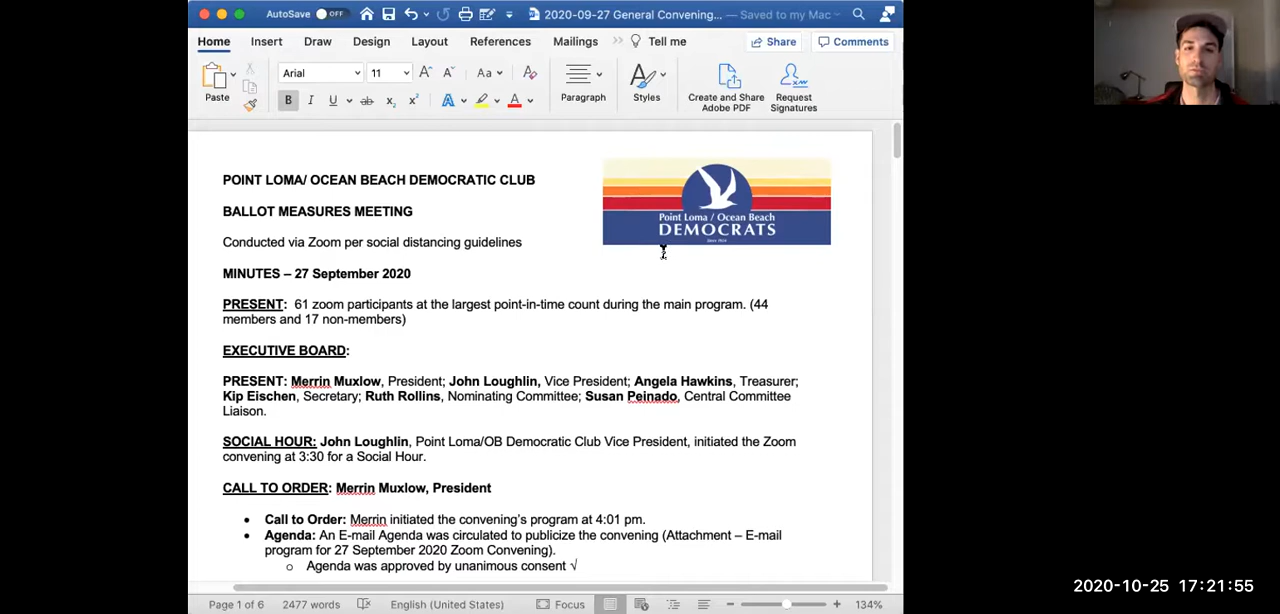 AutoSave OFF 2020-09-27 General Convening... — Saved to my Mac
Home Insert Draw Design Layout References Mailings Tell me Share Comments
Paste Arial 11 Aa B I U ab x₂ x² A A Paragraph Styles Create and Share Adobe PDF Request Signatures
POINT LOMA/ OCEAN BEACH DEMOCRATIC CLUB
BALLOT MEASURES MEETING
Conducted via Zoom per social distancing guidelines
Point Loma / Ocean Beach
DEMOCRATS
MINUTES – 27 September 2020
PRESENT: 61 zoom participants at the largest point-in-time count during the main program. (44
members and 17 non-members)
EXECUTIVE BOARD:
PRESENT: Merrin Muxlow, President; John Loughlin, Vice President; Angela Hawkins, Treasurer;
Kip Eischen, Secretary; Ruth Rollins, Nominating Committee; Susan Peinado, Central Committee
Liaison.
SOCIAL HOUR: John Loughlin, Point Loma/OB Democratic Club Vice President, initiated the Zoom
convening at 3:30 for a Social Hour.
CALL TO ORDER: Merrin Muxlow, President
• Call to Order: Merrin initiated the convening's program at 4:01 pm.
• Agenda: An E-mail Agenda was circulated to publicize the convening (Attachment – E-mail
program for 27 September 2020 Zoom Convening).
o Agenda was approved by unanimous consent √
Page 1 of 6 2477 words English (United States) Focus 134%
2020-10-25 17:21:55